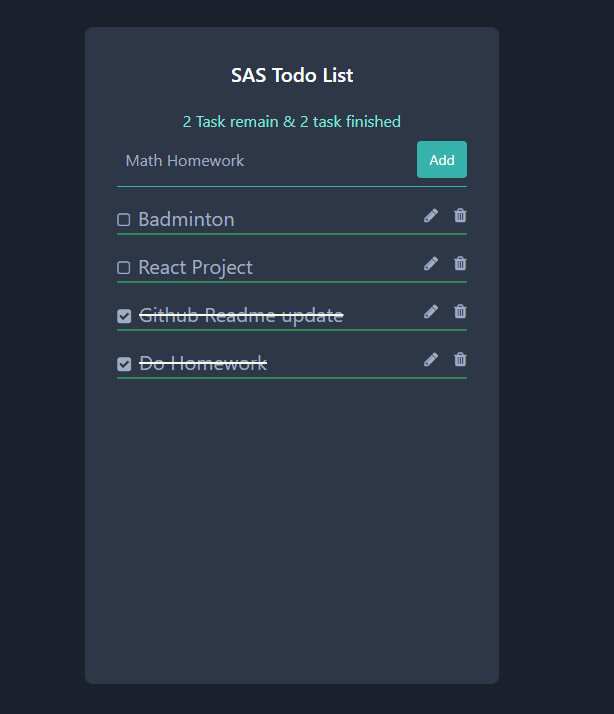 SAS Todo List
2 Task remain & 2 task finished
Math Homework
Add
Badminton
React Project
Github Readme update
Do Homework